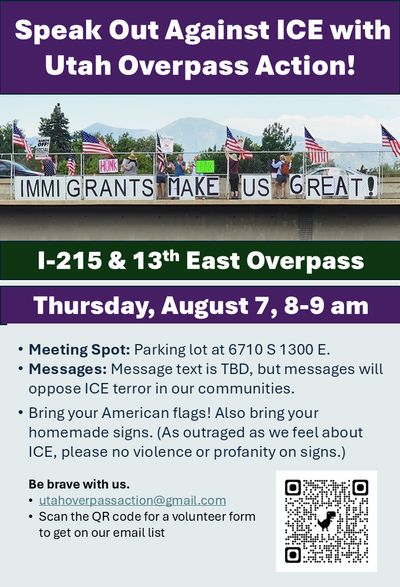 Speak Out Against ICE with
Utah Overpass Action!
HONK
IMMIGRANTS MAKE US GREAT!
I-215 & 13th East Overpass
Thursday, August 7, 8-9 am
• Meeting Spot: Parking lot at 6710 S 1300 E.
• Messages: Message text is TBD, but messages will
oppose ICE terror in our communities.
• Bring your American flags! Also bring your
homemade signs. (As outraged as we feel about
ICE, please no violence or profanity on signs.)
Be brave with us.
• utahoverpassaction@gmail.com
• Scan the QR code for a volunteer form
to get on our email list